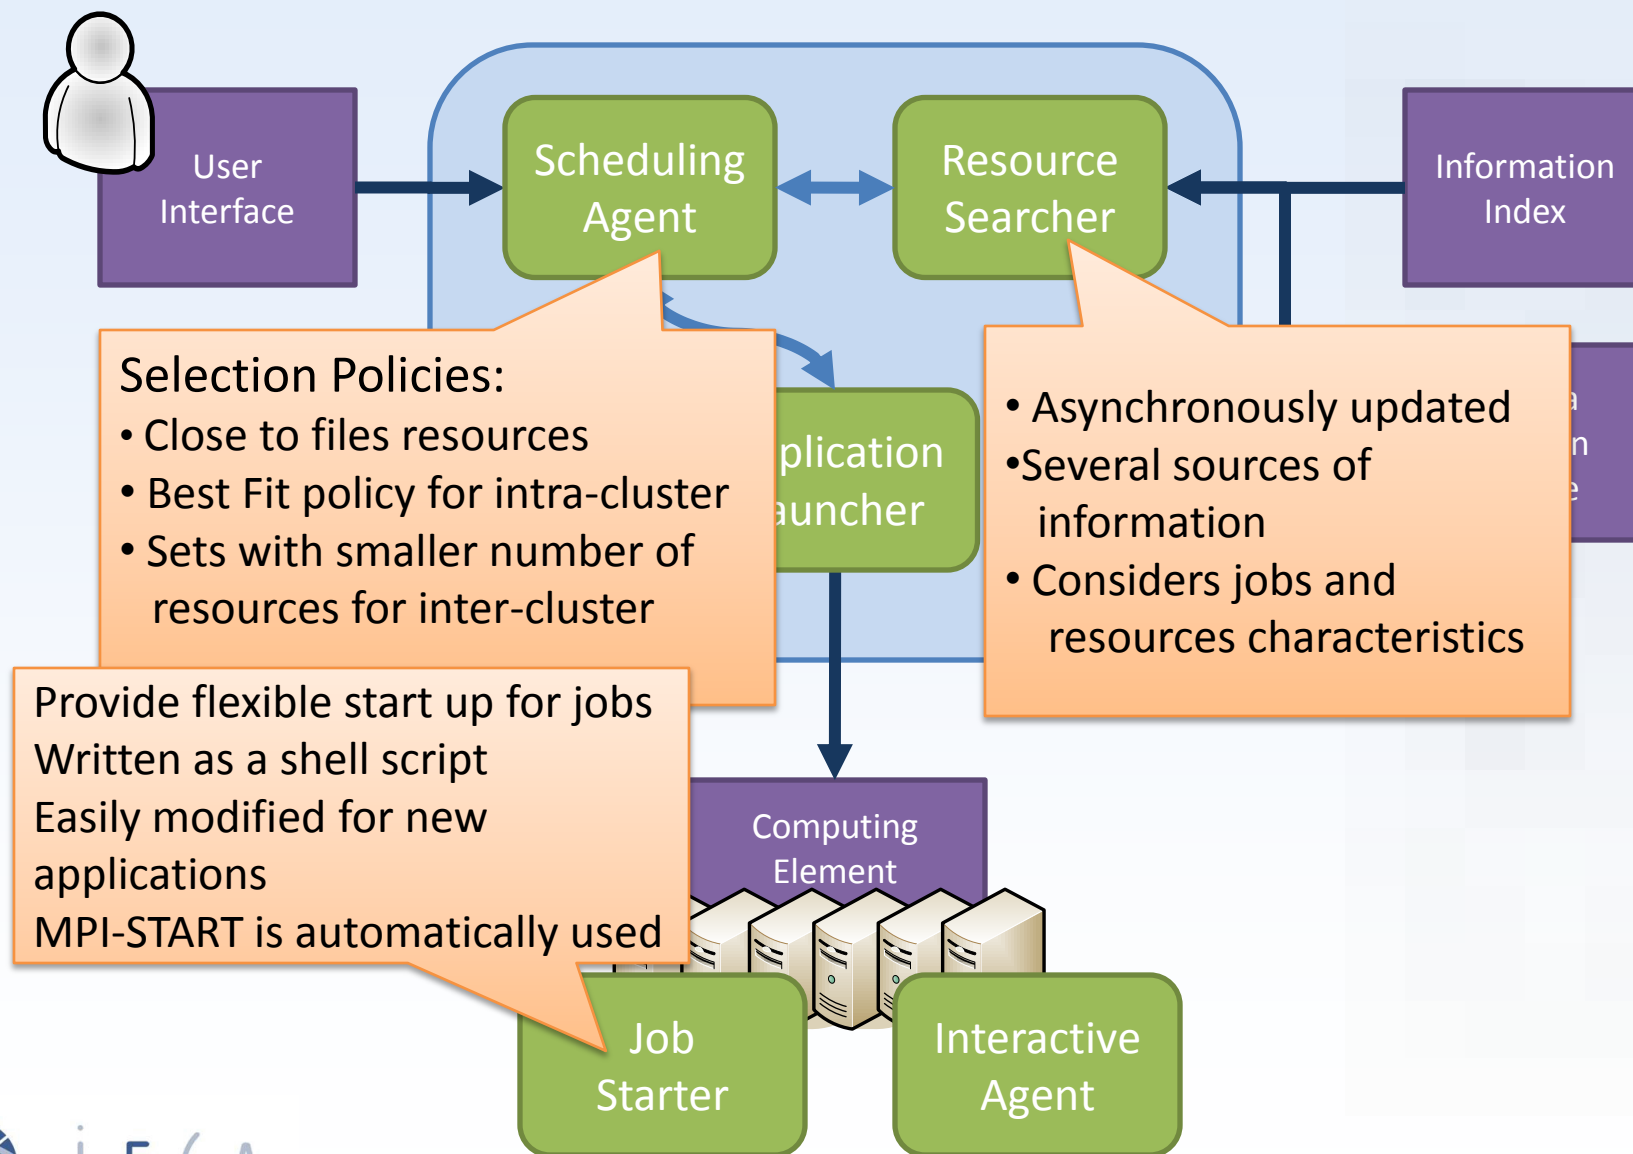 User
Interface
Scheduling
Agent
Resource
Searcher
Information
Index
Selection Policies:
• Close to files resources
• Best Fit policy for intra-cluster
• Sets with smaller number of
resources for inter-cluster
• Asynchronously updated
•Several sources of
information
• Considers jobs and
resources characteristics
Provide flexible start up for jobs
Written as a shell script
Easily modified for new
applications
MPI-START is automatically used
Computing
Element
Job
Starter
Interactive
Agent